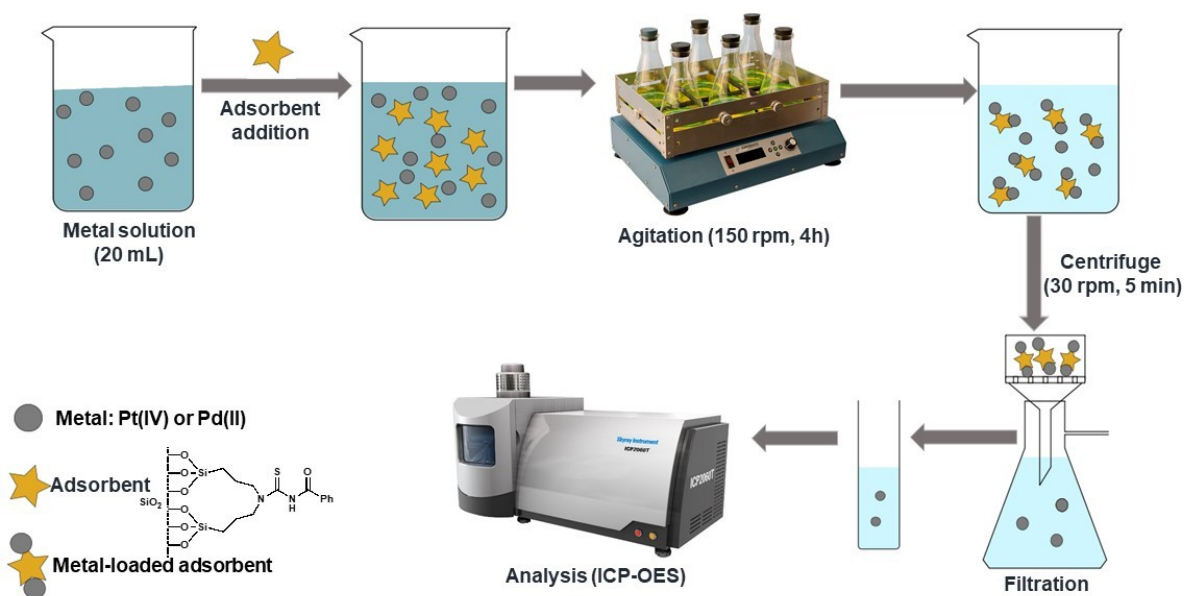 Adsorbent
addition
Metal solution
(20 mL)
Agitation (150 rpm, 4h)
Centrifuge
(30 rpm, 5 min)
Metal: Pt(IV) or Pd(II)
Adsorbent
SiO2
O
O
O
Si
O
O
O
Si
N
S
N
H
O
Ph
Metal-loaded adsorbent
Skyray Instrument
ICP2060T
ICP2060T
Analysis (ICP-OES)
Filtration